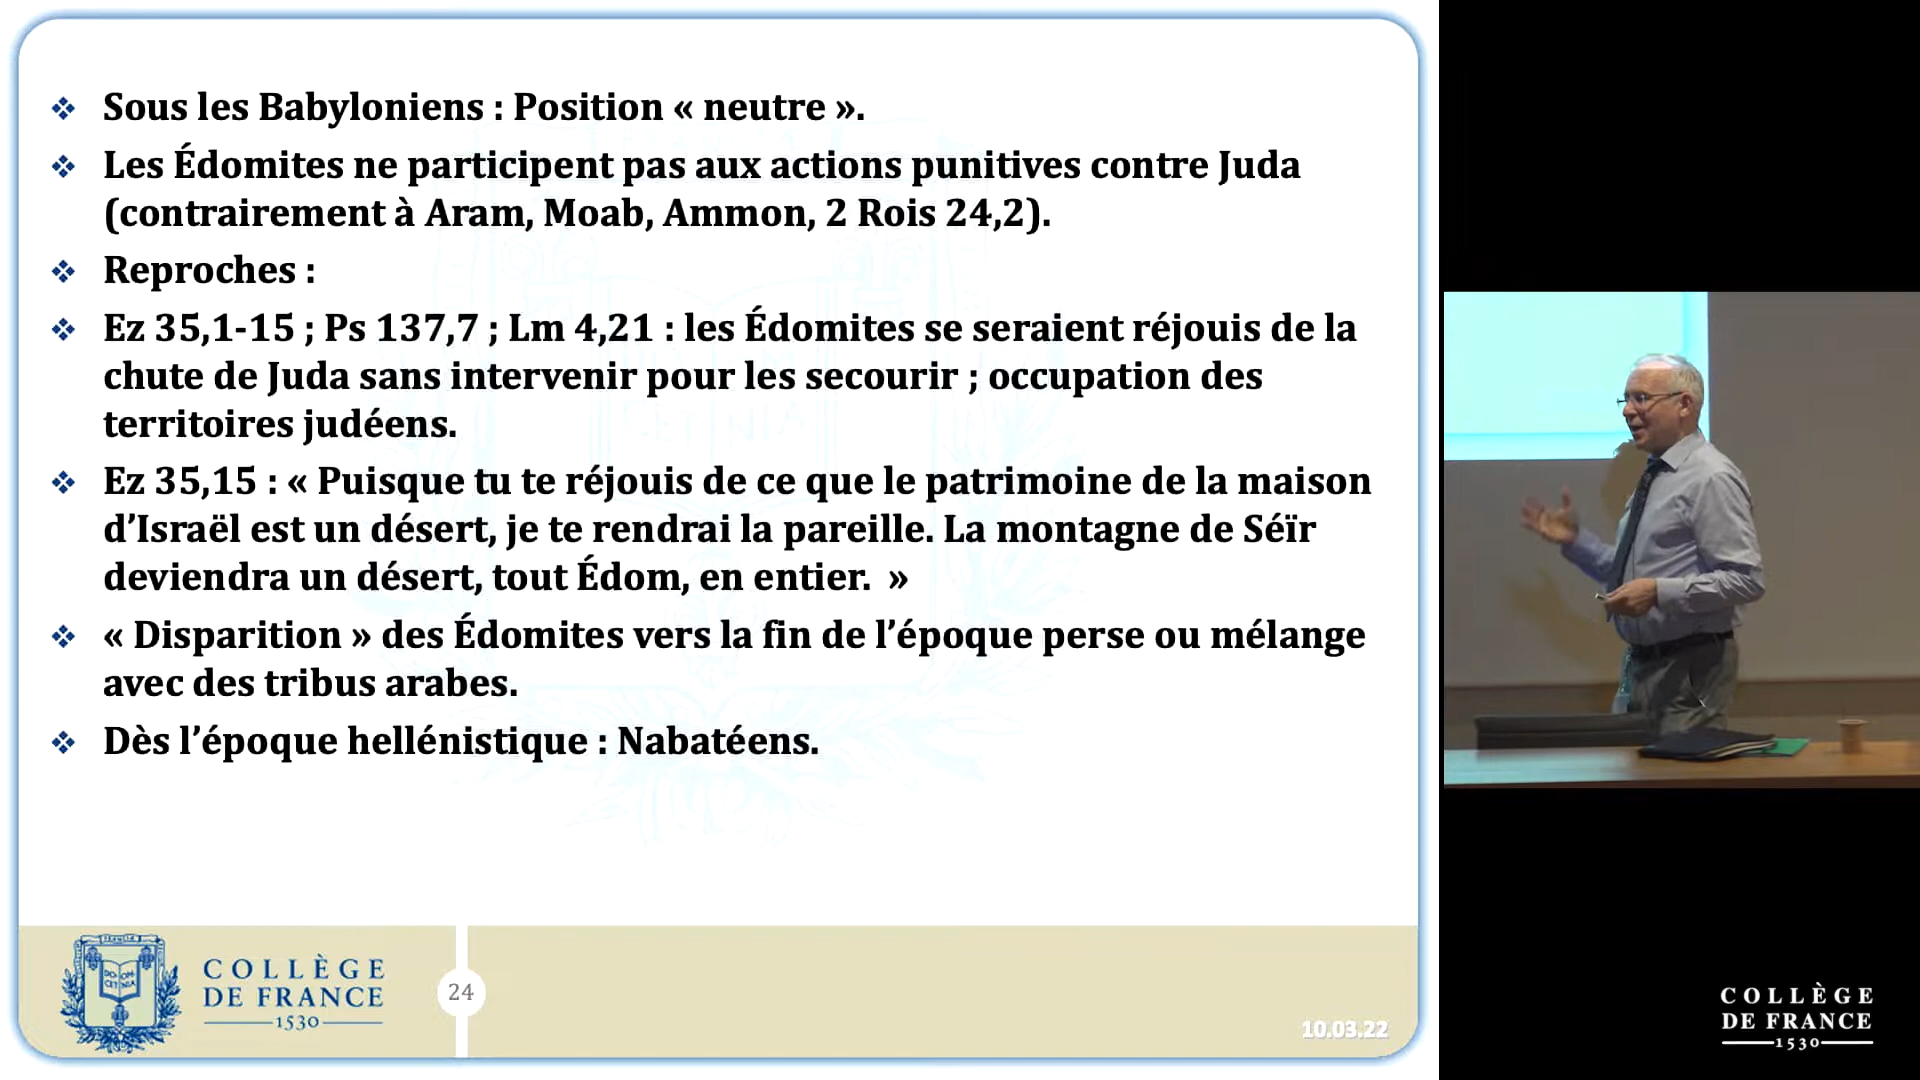 Sous les Babyloniens : Position « neutre ».
Les Édomites ne participent pas aux actions punitives contre Juda
(contrairement à Aram, Moab, Ammon, 2 Rois 24,2).
Reproches :
Ez 35,1-15 ; Ps 137,7 ; Lm 4,21 : les Édomites se seraient réjouis de la
chute de Juda sans intervenir pour les secourir ; occupation des
territoires judéens.
Ez 35,15 : « Puisque tu te réjouis de ce que le patrimoine de la maison
d’Israël est un désert, je te rendrai la pareille. La montagne de Séïr
deviendra un désert, tout Édom, en entier. »
« Disparition » des Édomites vers la fin de l’époque perse ou mélange
avec des tribus arabes.
Dès l’époque hellénistique : Nabatéens.
COLLÈGE
DE FRANCE
1530
24
10.03.22
COLLÈGE
DE FRANCE
1530